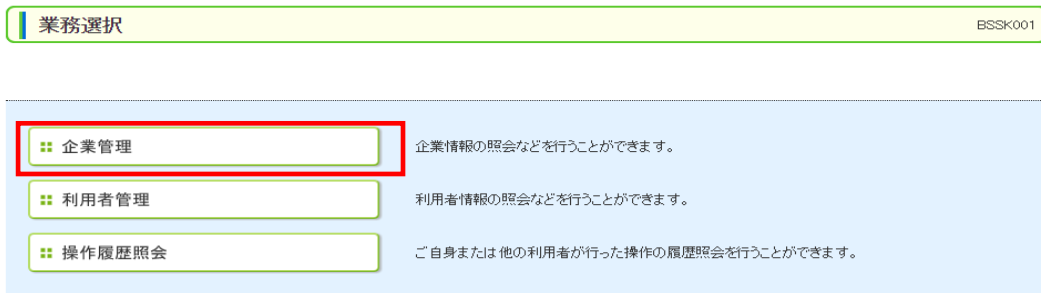 業務選択 BSSK001
企業管理 企業情報の照会などを行うことができます。
利用者管理 利用者情報の照会などを行うことができます。
操作履歴照会 ご自身または他の利用者が行った操作の履歴照会を行うことができます。